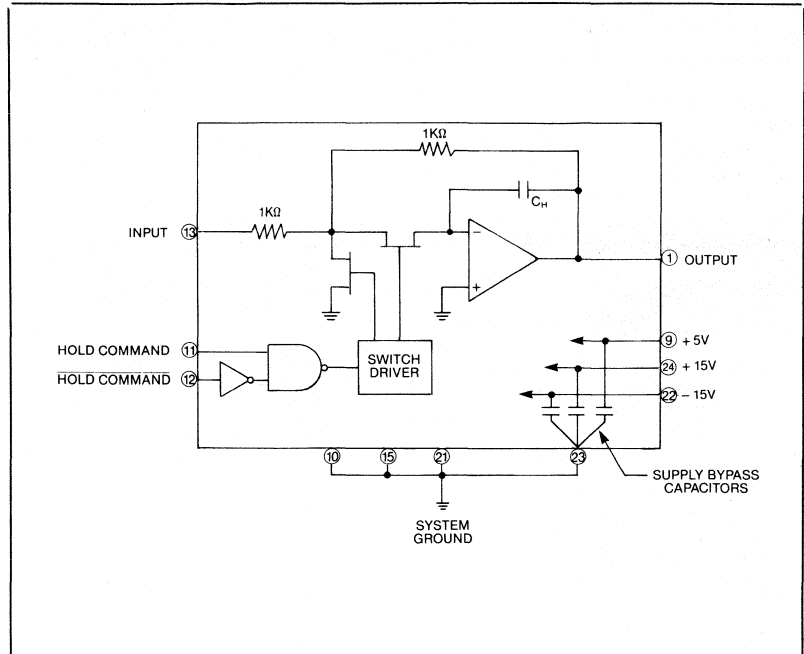 1KΩ
C_H
1KΩ
INPUT 13
−
+
1 OUTPUT
9 + 5V
HOLD COMMAND 11
SWITCH
DRIVER
24 + 15V
HOLD COMMAND 12
22 − 15V
10 15 21 23
SUPPLY BYPASS
CAPACITORS
SYSTEM
GROUND